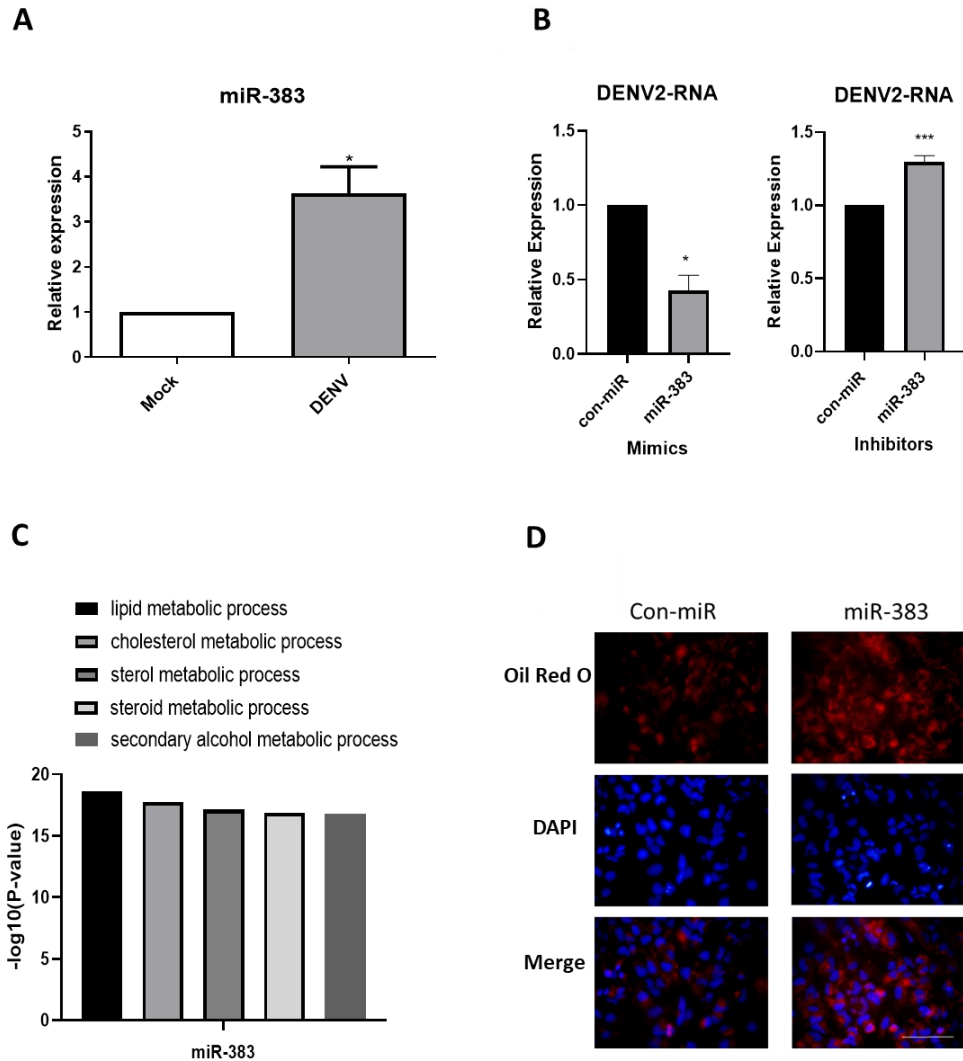 A
miR-383
Relative expression
5
4
3
2
1
0
*
Mock
DENV
B
DENV2-RNA
Relative Expression
1.5
1.0
0.5
0.0
*
con-miR
miR-383
Mimics
DENV2-RNA
Relative Expression
1.5
1.0
0.5
0.0
***
con-miR
miR-383
Inhibitors
C
lipid metabolic process
cholesterol metabolic process
sterol metabolic process
steroid metabolic process
secondary alcohol metabolic process
-log10(P-value)
20
15
10
5
0
miR-383
D
Con-miR
miR-383
Oil Red O
DAPI
Merge